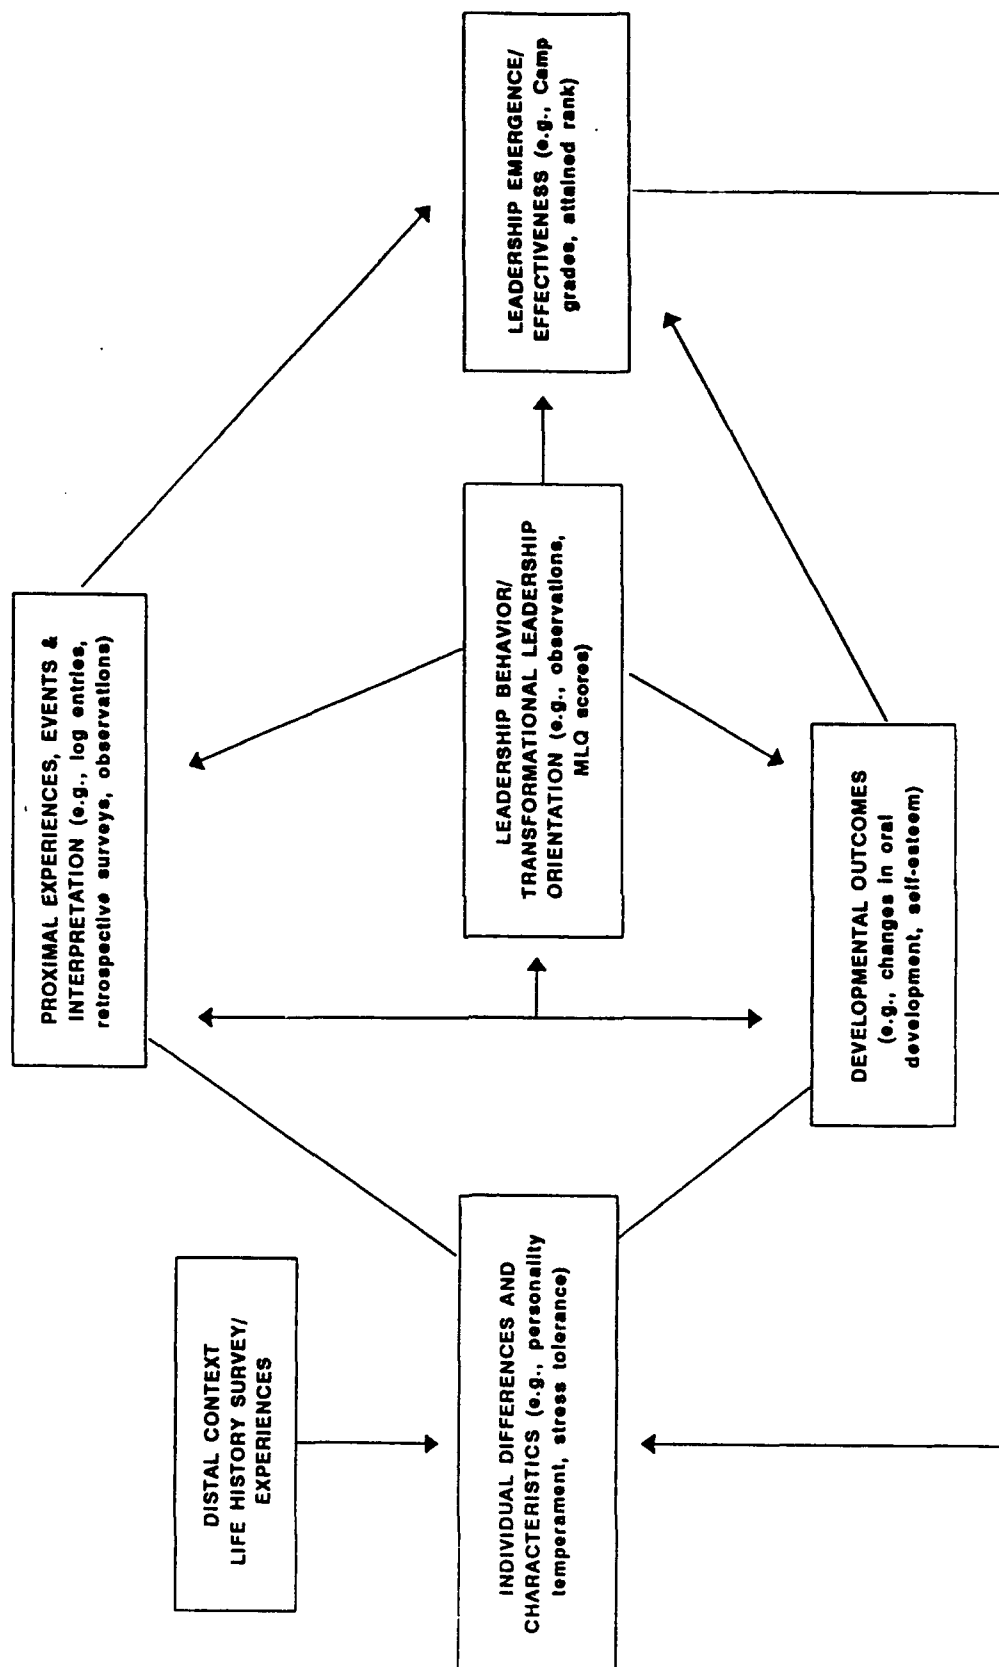 PROXIMAL EXPERIENCES, EVENTS &
INTERPRETATION (e.g., log entries,
retrospective surveys, observations)
DISTAL CONTEXT
LIFE HISTORY SURVEY/
EXPERIENCES
INDIVIDUAL DIFFERENCES AND
CHARACTERISTICS (e.g., personality
temperament, stress tolerance)
LEADERSHIP BEHAVIOR/
TRANSFORMATIONAL LEADERSHIP
ORIENTATION (e.g., observations,
MLQ scores)
LEADERSHIP EMERGENCE/
EFFECTIVENESS (e.g., Camp
grades, attained rank)
DEVELOPMENTAL OUTCOMES
(e.g., changes in oral
development, self-esteem)